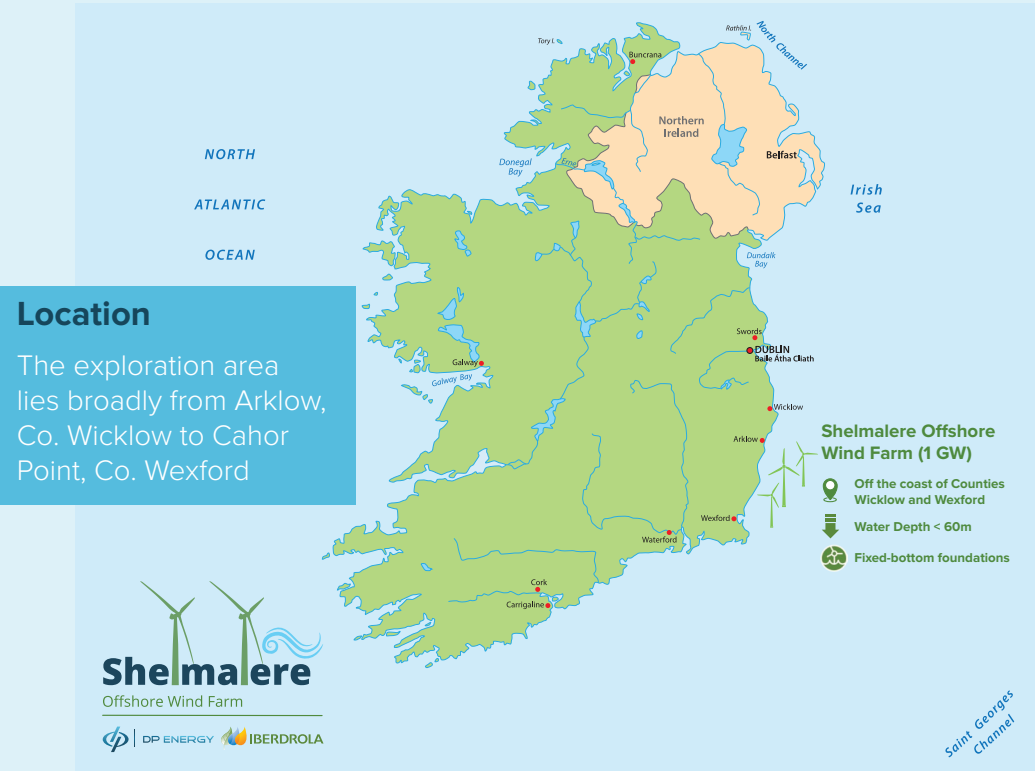 Tory I.
Rathlin I.
North Channel
Buncrana
Northern
Ireland
Belfast
NORTH
ATLANTIC
OCEAN
Donegal
Bay
Erne
Irish
Sea
Dundalk
Bay
Location
The exploration area
lies broadly from Arklow,
Co. Wicklow to Cahor
Point, Co. Wexford
Swords
DUBLIN
Baile Átha Cliath
Galway
Galway Bay
Wicklow
Arklow
Shelmalere Offshore
Wind Farm (1 GW)
Off the coast of Counties
Wicklow and Wexford
Water Depth < 60m
Fixed-bottom foundations
Wexford
Waterford
Cork
Carrigaline
Shelmalere
Offshore Wind Farm
dp DP ENERGY IBERDROLA
Saint Georges
Channel